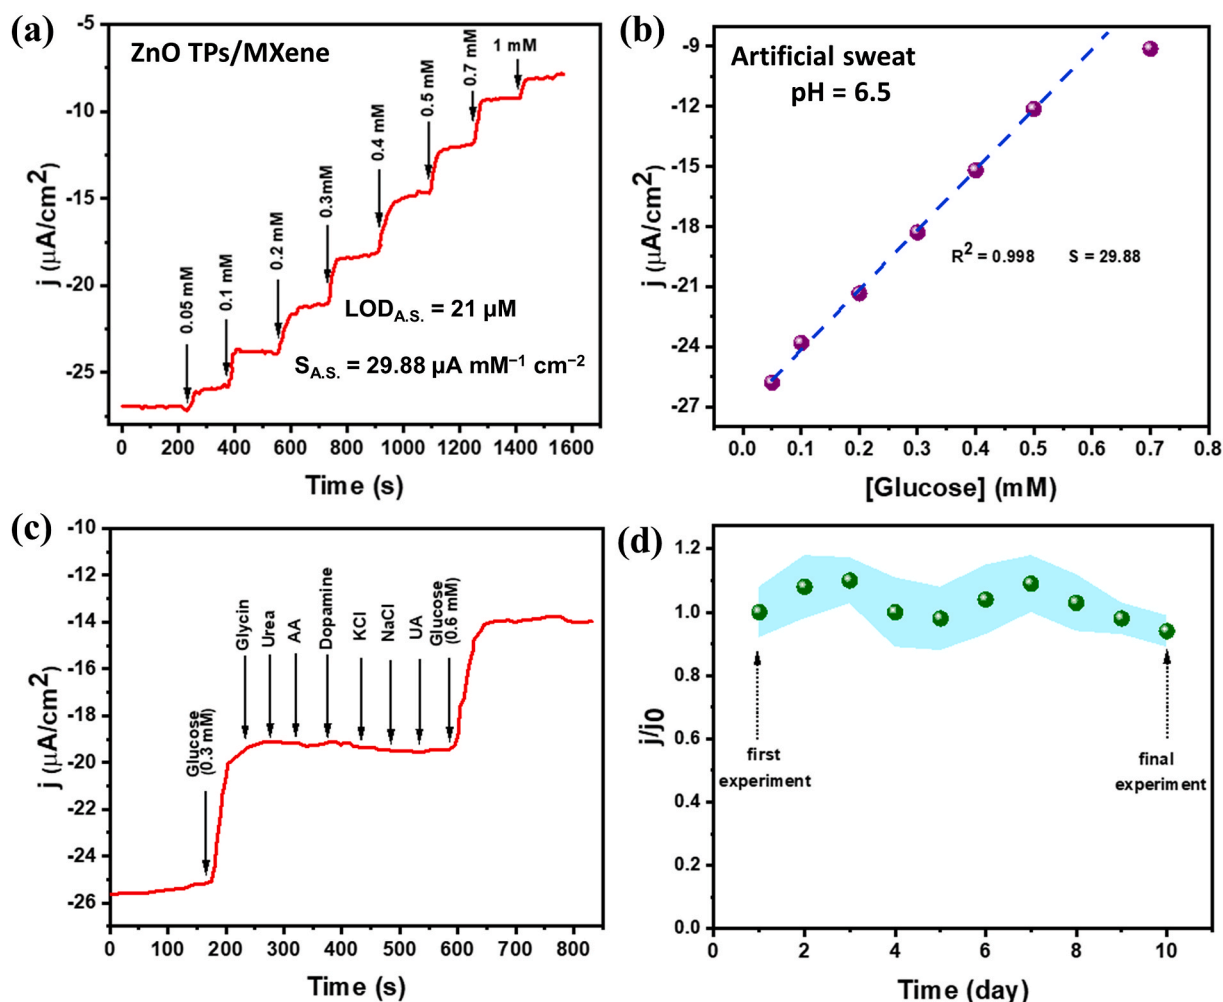 (a)
ZnO TPs/MXene
-5
-10
-15
-20
-25
j (μA/cm2)
0.05 mM
0.1 mM
0.2 mM
0.3mM
0.4 mM
0.5 mM
0.7 mM
1 mM
LODA.S. = 21 μM
SA.S. = 29.88 μA mM−1 cm−2
0 200 400 600 800 1000 1200 1400 1600
Time (s)
(b)
Artificial sweat
pH = 6.5
-9
-12
-15
-18
-21
-24
-27
j (μA/cm2)
R2 = 0.998 S = 29.88
0.0 0.1 0.2 0.3 0.4 0.5 0.6 0.7 0.8
[Glucose] (mM)
(c)
-10
-12
-14
-16
-18
-20
-22
-24
-26
j (μA/cm2)
Glucose
(0.3 mM)
Glycin
Urea
AA
Dopamine
KCl
NaCl
UA
Glucose
(0.6 mM)
0 100 200 300 400 500 600 700 800
Time (s)
(d)
1.2
1.0
0.8
0.6
0.4
0.2
0.0
j/j0
first
experiment
final
experiment
0 2 4 6 8 10
Time (day)